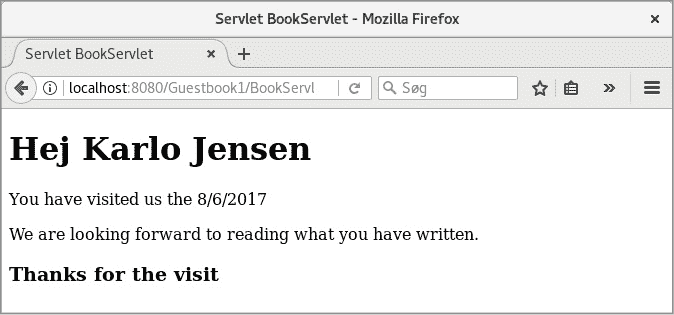 Servlet BookServlet - Mozilla Firefox
Servlet BookServlet
localhost:8080/Guestbook1/BookServl
Søg
Hej Karlo Jensen
You have visited us the 8/6/2017
We are looking forward to reading what you have written.
Thanks for the visit